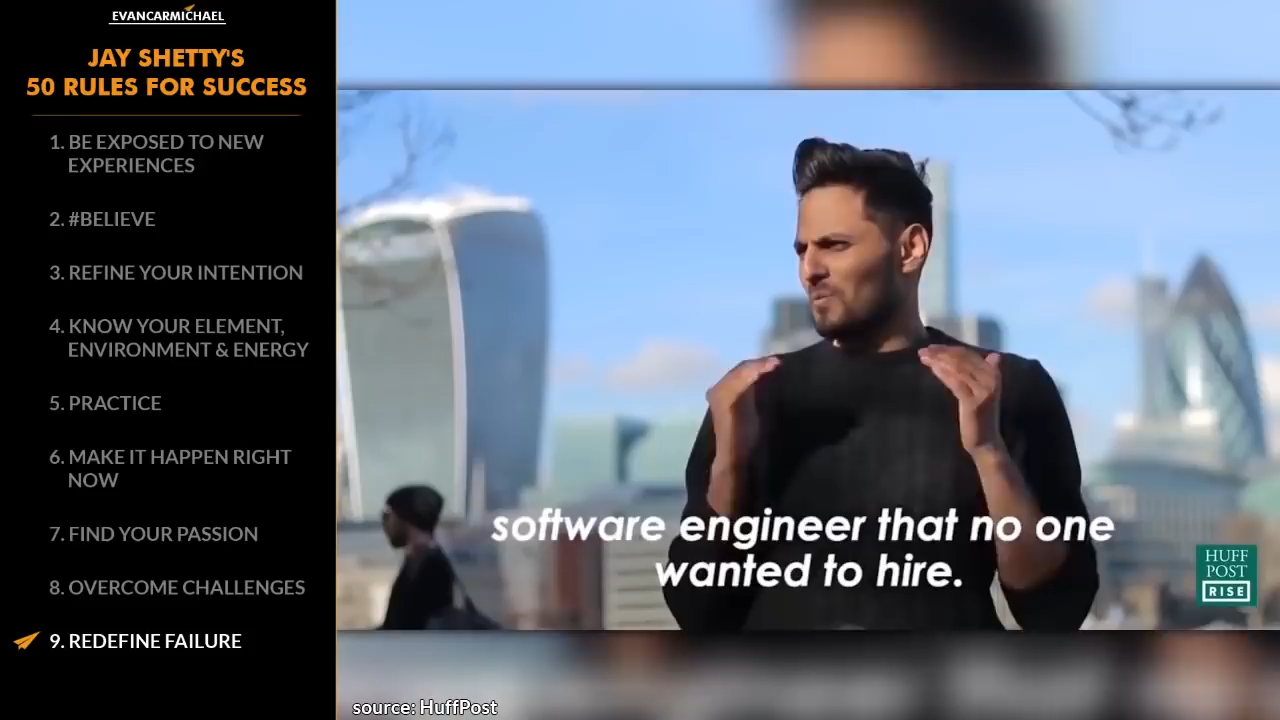 EVANCARMICHAEL
JAY SHETTY'S
50 RULES FOR SUCCESS
1. BE EXPOSED TO NEW
EXPERIENCES
2. #BELIEVE
3. REFINE YOUR INTENTION
4. KNOW YOUR ELEMENT,
ENVIRONMENT & ENERGY
5. PRACTICE
6. MAKE IT HAPPEN RIGHT
NOW
7. FIND YOUR PASSION
8. OVERCOME CHALLENGES
9. REDEFINE FAILURE
software engineer that no one
wanted to hire.
HUFF
POST
RISE
source: HuffPost